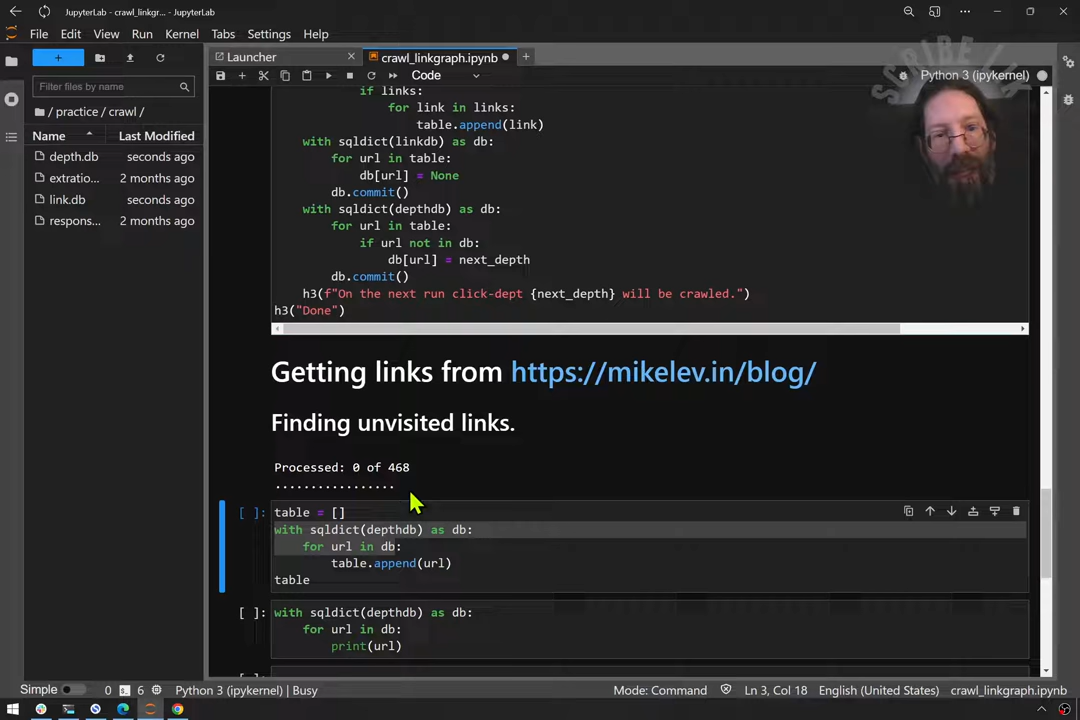 JupyterLab - crawl_linkgr... - JupyterLab
File Edit View Run Kernel Tabs Settings Help
Launcher
crawl_linkgraph.ipynb
Code
Python 3 (ipykernel)
Filter files by name
/ practice / crawl /
Name Last Modified
depth.db seconds ago
extratio... 2 months ago
link.db seconds ago
respons... 2 months ago
SCRIBE
if links:
for link in links:
table.append(link)
with sqldict(linkdb) as db:
for url in table:
db[url] = None
db.commit()
with sqldict(depthdb) as db:
for url in table:
if url not in db:
db[url] = next_depth
db.commit()
h3(f"On the next run click-dept {next_depth} will be crawled.")
h3("Done")
Getting links from https://mikelev.in/blog/
Finding unvisited links.
Processed: 0 of 468
.................
[ ]: table = []
with sqldict(depthdb) as db:
for url in db:
table.append(url)
table
[ ]: with sqldict(depthdb) as db:
for url in db:
print(url)
Simple 0 6 Python 3 (ipykernel) | Busy Mode: Command Ln 3, Col 18 English (United States) crawl_linkgraph.ipynb